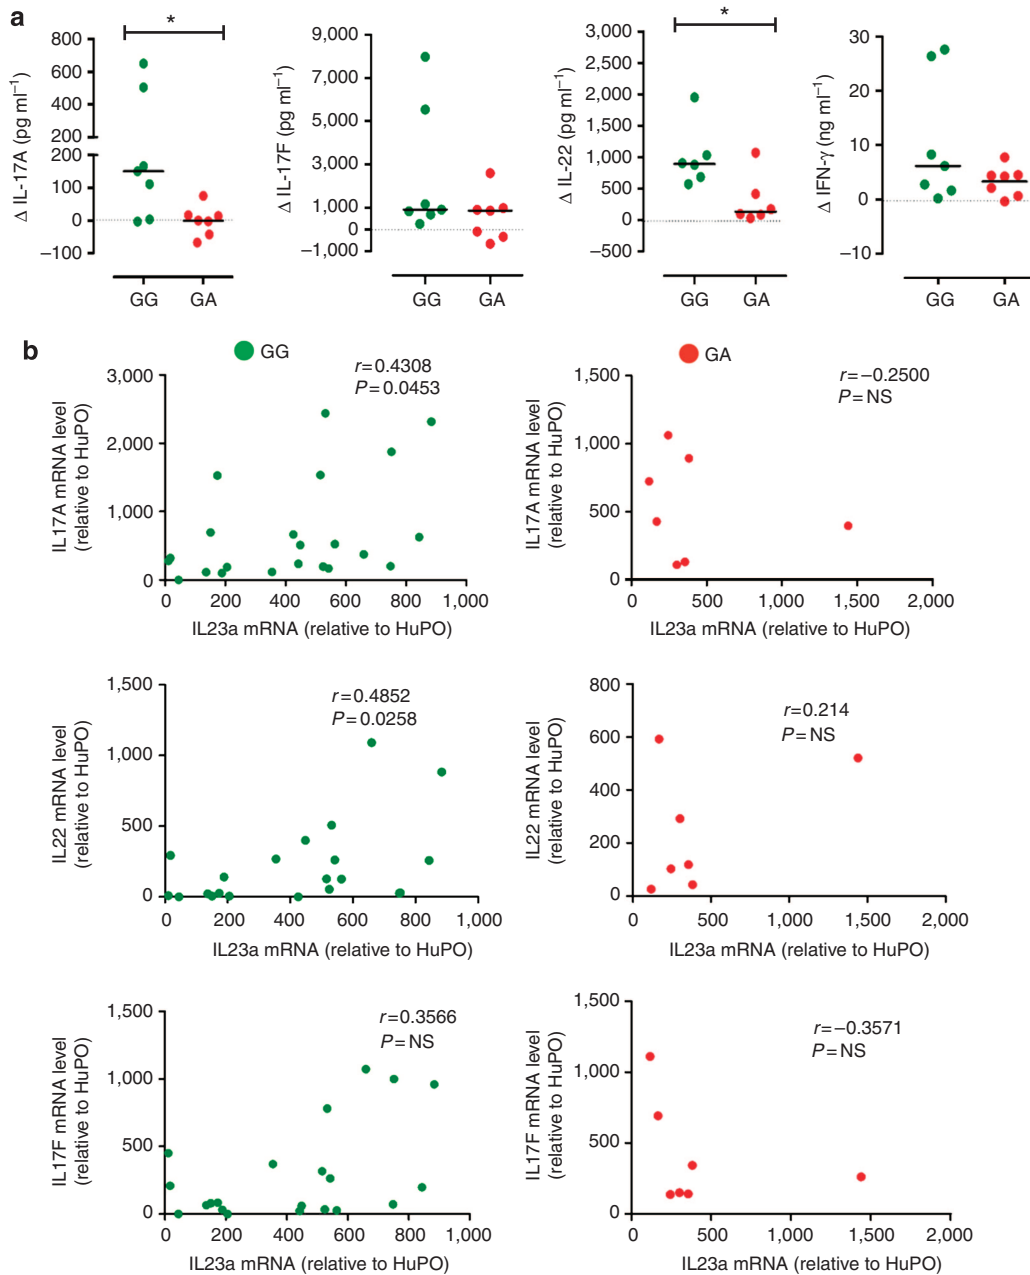 a
*
800
600
400
200
200
100
0
–100
Δ IL-17A (pg ml⁻¹)
GG
GA
9,000
7,000
5,000
3,000
1,000
0
–1,000
Δ IL-17F (pg ml⁻¹)
GG
GA
*
3,000
2,500
2,000
1,500
1,000
500
0
–500
Δ IL-22 (pg ml⁻¹)
GG
GA
30
20
10
0
–10
Δ IFN-γ (ng ml⁻¹)
GG
GA
b
GG
r=0.4308
P=0.0453
3,000
2,000
1,000
0
IL17A mRNA level
(relative to HuPO)
0 200 400 600 800 1,000
IL23a mRNA (relative to HuPO)
GA
r=–0.2500
P=NS
1,500
1,000
500
0
IL17A mRNA level
(relative to HuPO)
0 500 1,000 1,500 2,000
IL23a mRNA (relative to HuPO)
r=0.4852
P=0.0258
1,500
1,000
500
0
IL22 mRNA level
(relative to HuPO)
0 200 400 600 800 1,000
IL23a mRNA (relative to HuPO)
r=0.214
P=NS
800
600
400
200
0
IL22 mRNA level
(relative to HuPO)
0 500 1,000 1,500 2,000
IL23a mRNA (relative to HuPO)
r=0.3566
P=NS
1,500
1,000
500
0
IL17F mRNA level
(relative to HuPO)
0 200 400 600 800 1,000
IL23a mRNA (relative to HuPO)
r=–0.3571
P=NS
1,500
1,000
500
0
IL17F mRNA level
(relative to HuPO)
0 500 1,000 1,500 2,000
IL23a mRNA (relative to HuPO)